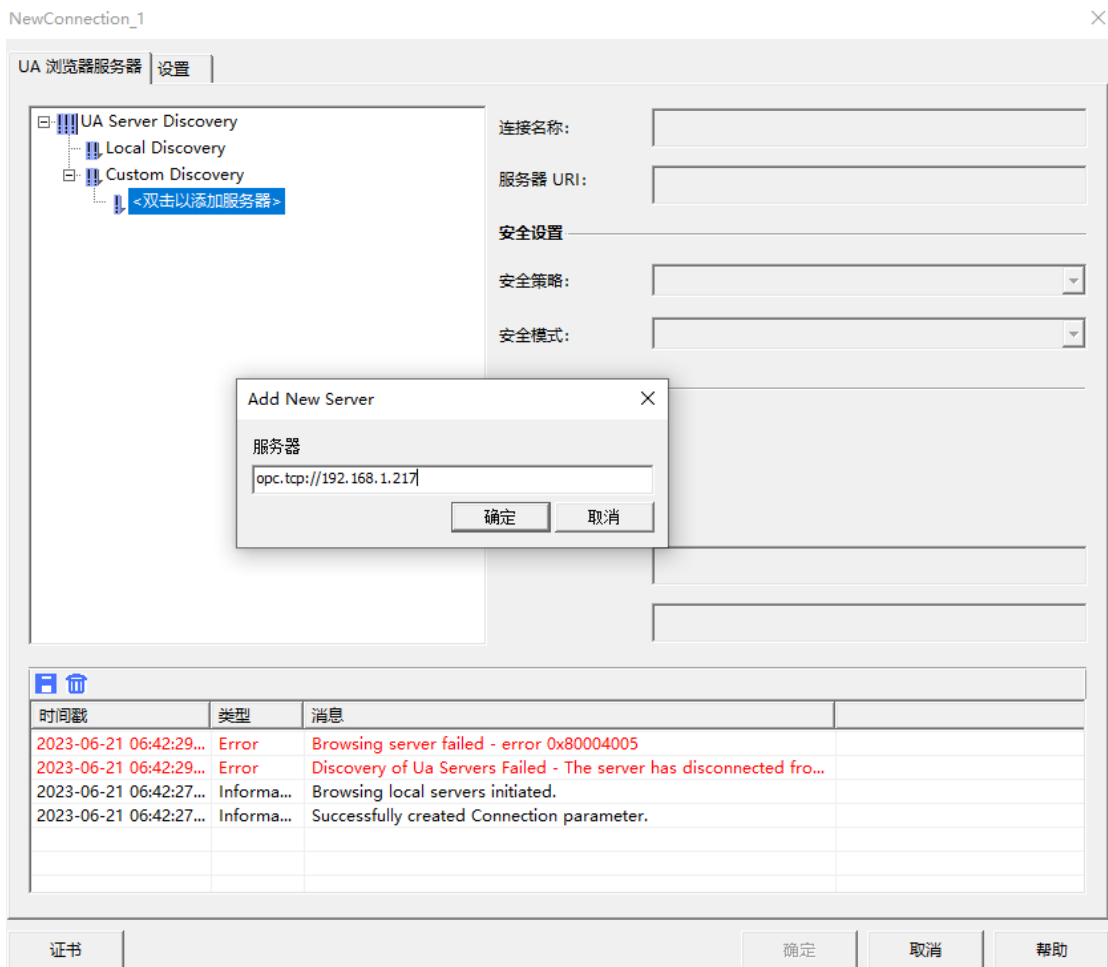 NewConnection_1
UA 浏览器服务器 设置
UA Server Discovery
Local Discovery
Custom Discovery
<双击以添加服务器>
连接名称:
服务器 URI:
安全设置
安全策略:
安全模式:
Add New Server
服务器
opc.tcp://192.168.1.217
确定 取消
时间戳 类型 消息
2023-06-21 06:42:29... Error Browsing server failed - error 0x80004005
2023-06-21 06:42:29... Error Discovery of Ua Servers Failed - The server has disconnected fro...
2023-06-21 06:42:27... Informa... Browsing local servers initiated.
2023-06-21 06:42:27... Informa... Successfully created Connection parameter.
证书 确定 取消 帮助